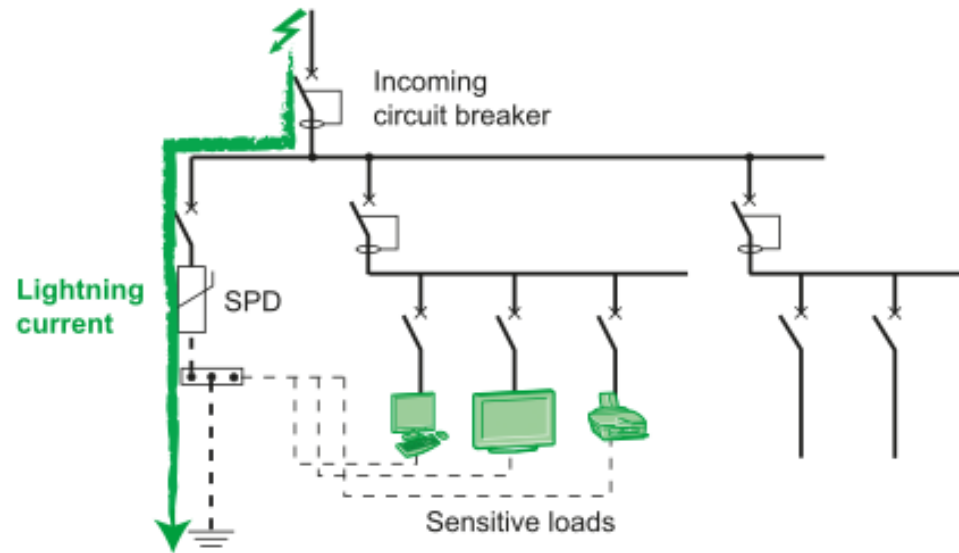 Incoming
circuit breaker
Lightning
current
SPD
Sensitive loads